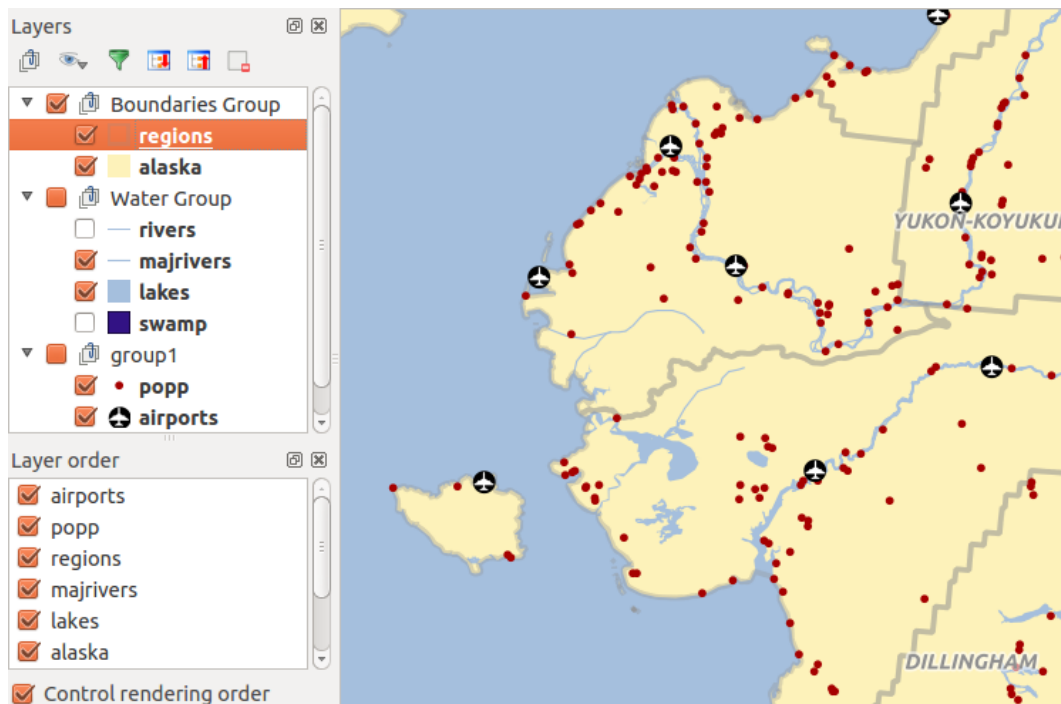 Layers
Boundaries Group
regions
alaska
Water Group
rivers
majrivers
lakes
swamp
group1
popp
airports
Layer order
airports
popp
regions
majrivers
lakes
alaska
Control rendering order
YUKON-KOYUKUK
DILLINGHAM